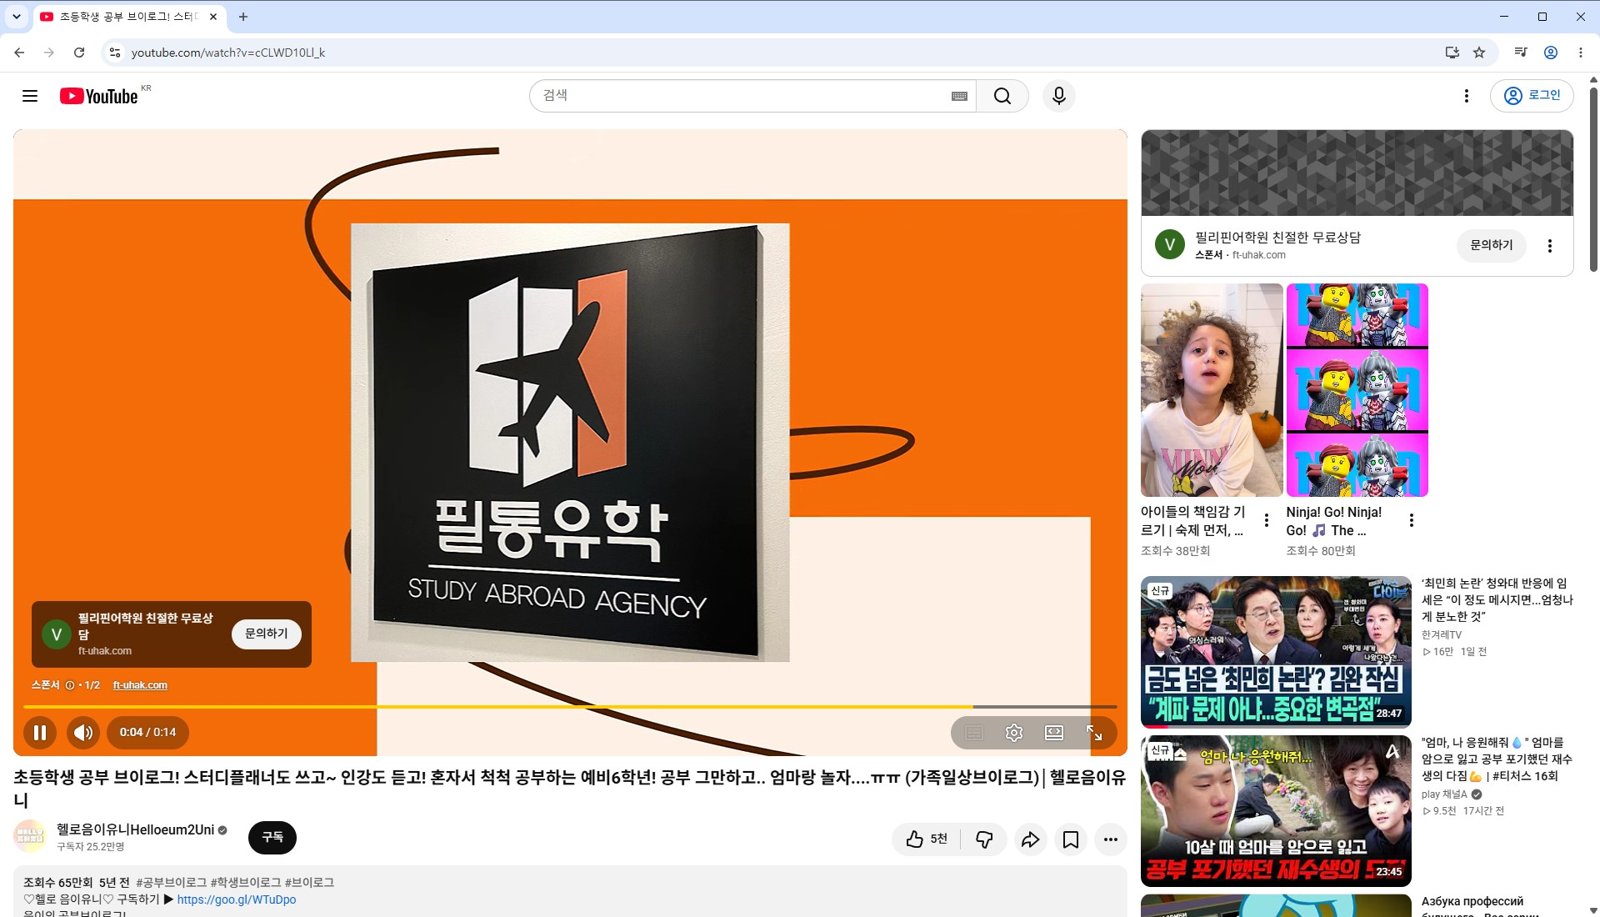 초등학생 공부 브이로그! 스터디
youtube.com/watch?v=cCLWD10Ll_k
YouTube KR
검색
로그인
필통유학
STUDY ABROAD AGENCY
필리핀어학원 친절한 무료상
담
ft-uhak.com
문의하기
스폰서 · 1/2 ft-uhak.com
0:04 / 0:14
초등학생 공부 브이로그! 스터디플래너도 쓰고~ 인강도 듣고! 혼자서 척척 공부하는 예비6학년! 공부 그만하고.. 엄마랑 놀자....ㅠㅠ (가족일상브이로그)│헬로음이유
니
헬로음이유니Helloeum2Uni
구독자 25.2만명
구독
5천
조회수 65만회 5년 전 #공부브이로그 #학생브이로그 #브이로그
♡헬로 음이유니♡ 구독하기 ▶ https://goo.gl/WTuDpo
음이의 공부브이로그!
V
필리핀어학원 친절한 무료상담
스폰서 · ft-uhak.com
문의하기
아이들의 책임감 기
르기 | 숙제 먼저, ...
조회수 38만회
Ninja! Go! Ninja!
Go! 🎵 The ...
조회수 80만회
신규
금도 넘은 '최민희 논란'? 김완 작심
"계파 문제 아냐...중요한 변곡점"
28:47
'최민희 논란' 청와대 반응에 임
세은 "이 정도 메시지면...엄청나
게 분노한 것"
한겨레TV
▷ 16만 1일 전
신규
엄마 나 응원해줘...
10살 때 엄마를 암으로 잃고
공부 포기했던 재수생의
23:45
"엄마, 나 응원해줘💧" 엄마를
암으로 잃고 공부 포기했던 재수
생의 다짐💪 | #티처스 16회
play 채널A
▷ 9.5천 17시간 전
Азбука профессий